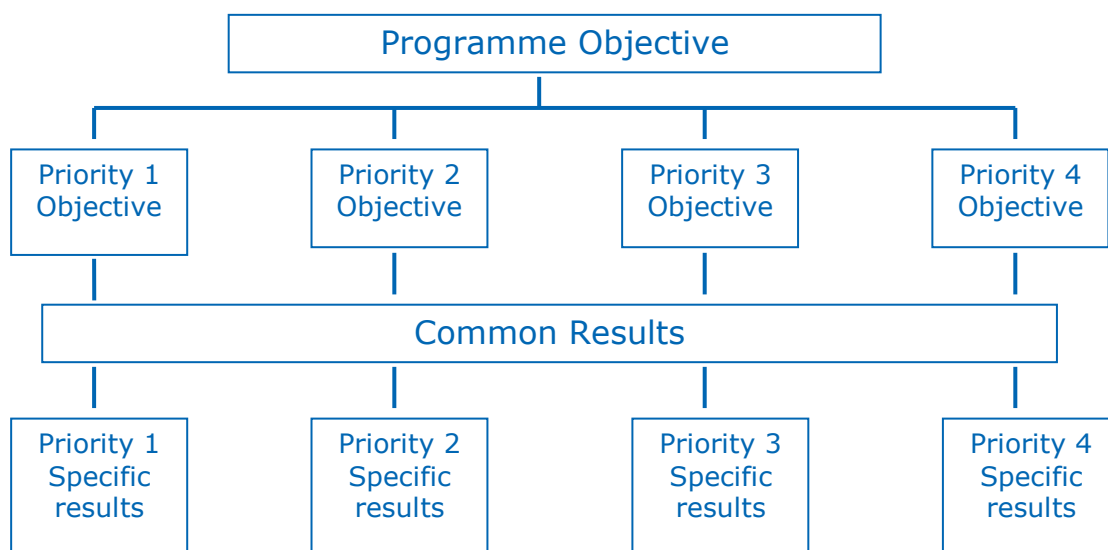 Programme Objective
Priority 1
Objective
Priority 2
Objective
Priority 3
Objective
Priority 4
Objective
Common Results
Priority 1
Specific
results
Priority 2
Specific
results
Priority 3
Specific
results
Priority 4
Specific
results